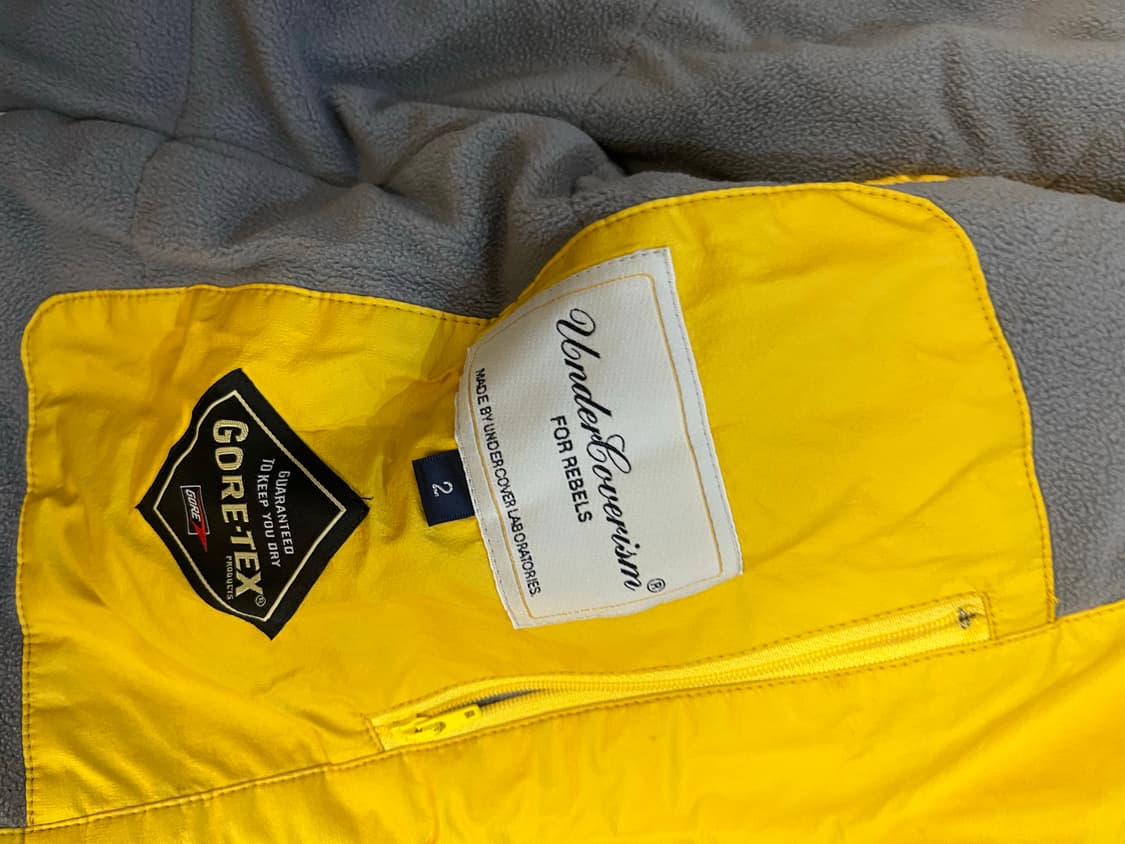 UnderCoverism®
FOR REBELS
MADE BY UNDERCOVER LABORATORIES.
2
GUARANTEED
TO KEEP YOU DRY
GORE-TEX®
PRODUCTS
GORE